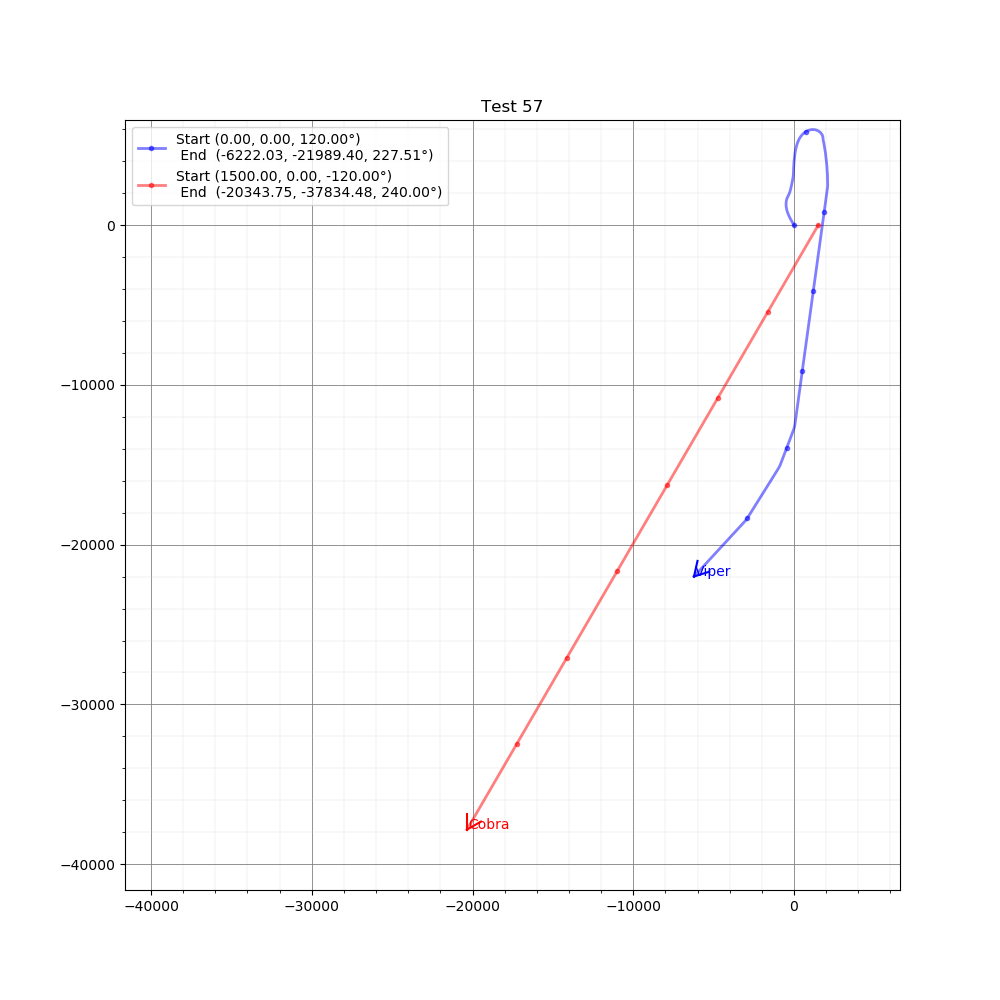 Test 57
Start (0.00, 0.00, 120.00°)
End (-6222.03, -21989.40, 227.51°)
Start (1500.00, 0.00, -120.00°)
End (-20343.75, -37834.48, 240.00°)
0
−10000
−20000
−30000
−40000
Viper
Cobra
−40000
−30000
−20000
−10000
0